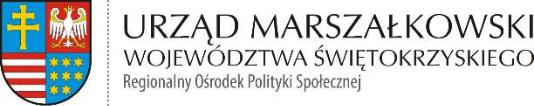 URZĄD MARSZAŁKOWSKI
WOJEWÓDZTWA ŚWIĘTOKRZYSKIEGO
Regionalny Ośrodek Polityki Społecznej